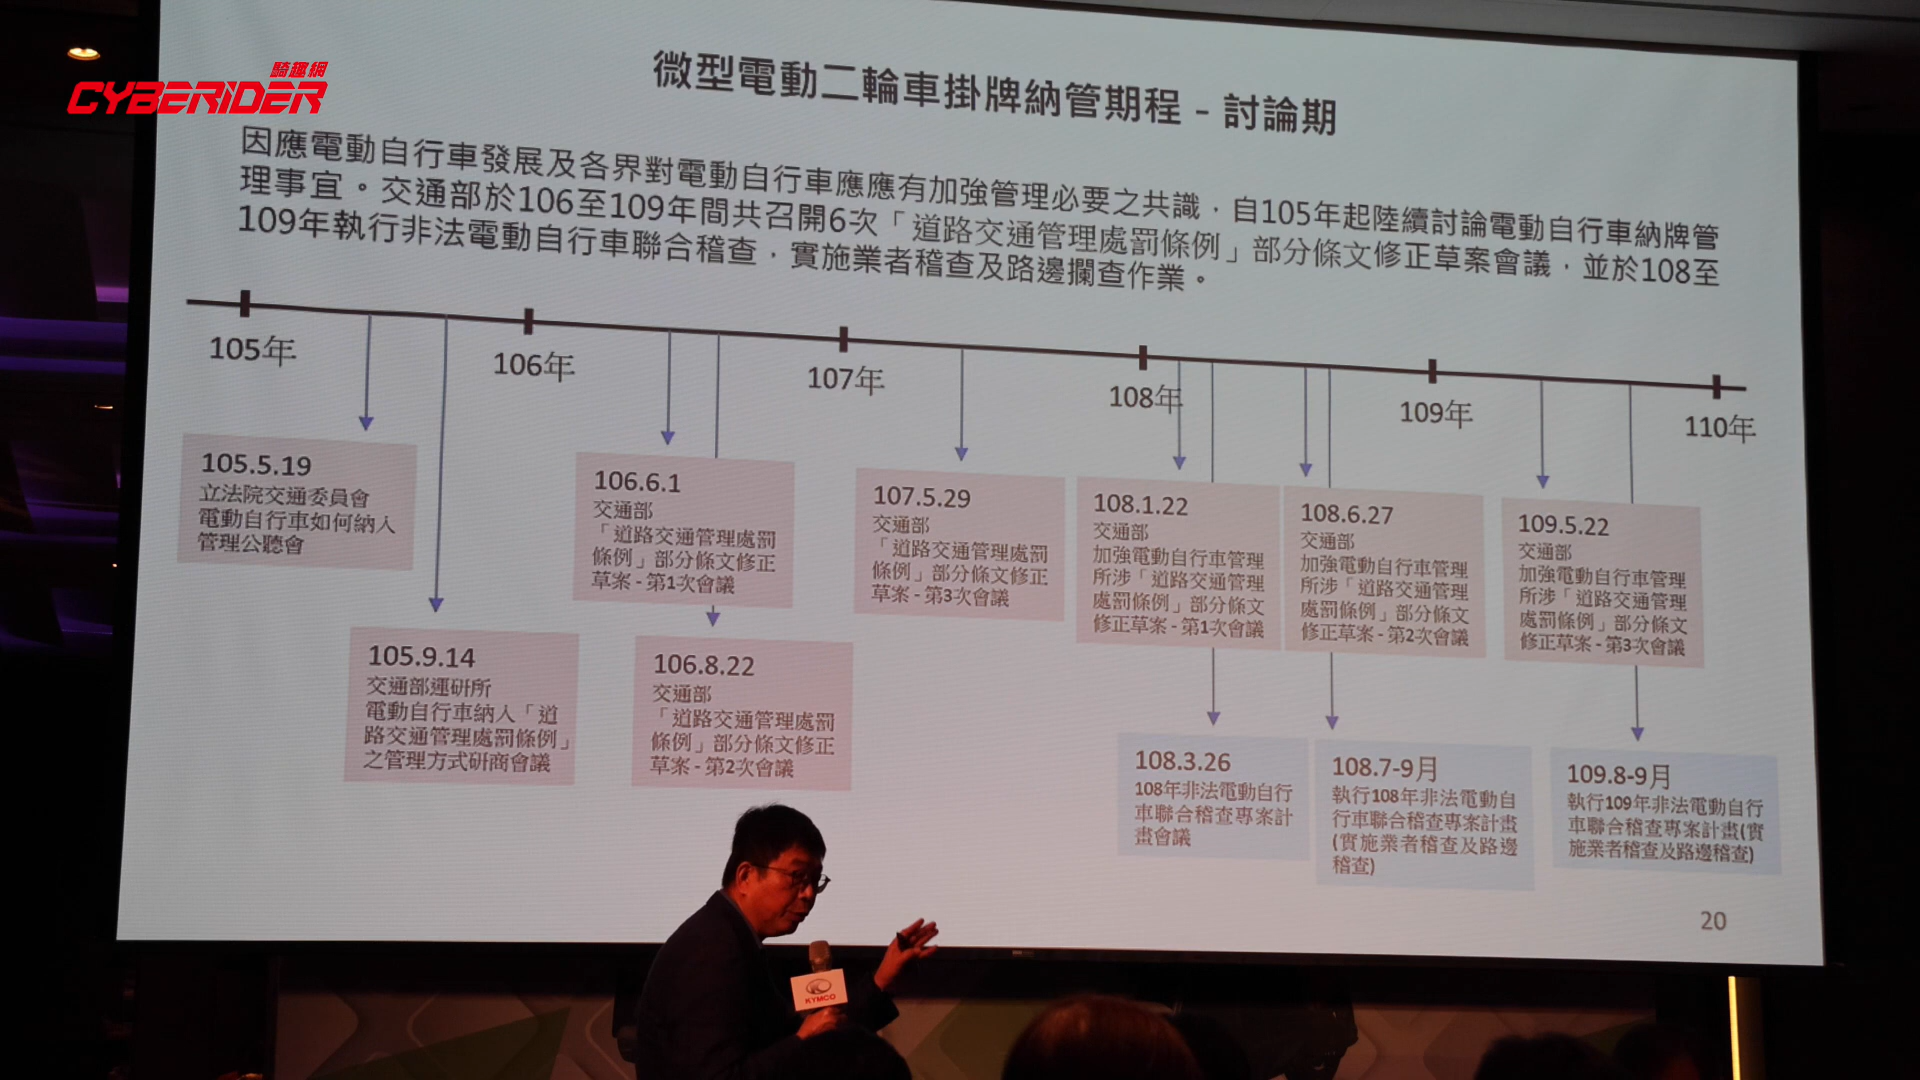 騎趣網
CYBERIDER
微型電動二輪車掛牌納管期程 - 討論期
因應電動自行車發展及各界對電動自行車應應有加強管理必要之共識，自105年起陸續討論電動自行車納牌管
理事宜。交通部於106至109年間共召開6次「道路交通管理處罰條例」部分條文修正草案會議，並於108至
109年執行非法電動自行車聯合稽查，實施業者稽查及路邊攔查作業。
105年
106年
107年
108年
109年
110年
105.5.19
立法院交通委員會
電動自行車如何納入
管理公聽會
105.9.14
交通部運研所
電動自行車納入「道
路交通管理處罰條例」
之管理方式研商會議
106.6.1
交通部
「道路交通管理處罰
條例」部分條文修正
草案 - 第1次會議
106.8.22
交通部
「道路交通管理處罰
條例」部分條文修正
草案 - 第2次會議
107.5.29
交通部
「道路交通管理處罰
條例」部分條文修正
草案 - 第3次會議
108.1.22
交通部
加強電動自行車管理
所涉「道路交通管理
處罰條例」部分條文
修正草案 - 第1次會議
108.3.26
108年非法電動自行
車聯合稽查專案計
畫會議
108.6.27
交通部
加強電動自行車管理
所涉「道路交通管理
處罰條例」部分條文
修正草案 - 第2次會議
108.7-9月
執行108年非法電動自
行車聯合稽查專案計畫
(實施業者稽查及路邊
稽查)
109.5.22
交通部
加強電動自行車管理
所涉「道路交通管理
處罰條例」部分條文
修正草案 - 第3次會議
109.8-9月
執行109年非法電動自行
車聯合稽查專案計畫(實
施業者稽查及路邊稽查)
20
KYMCO